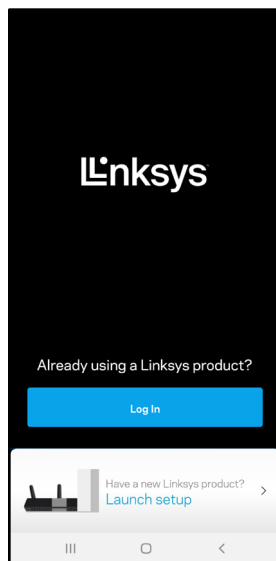 Linksys
Already using a Linksys product?
Log In
Have a new Linksys product?
Launch setup